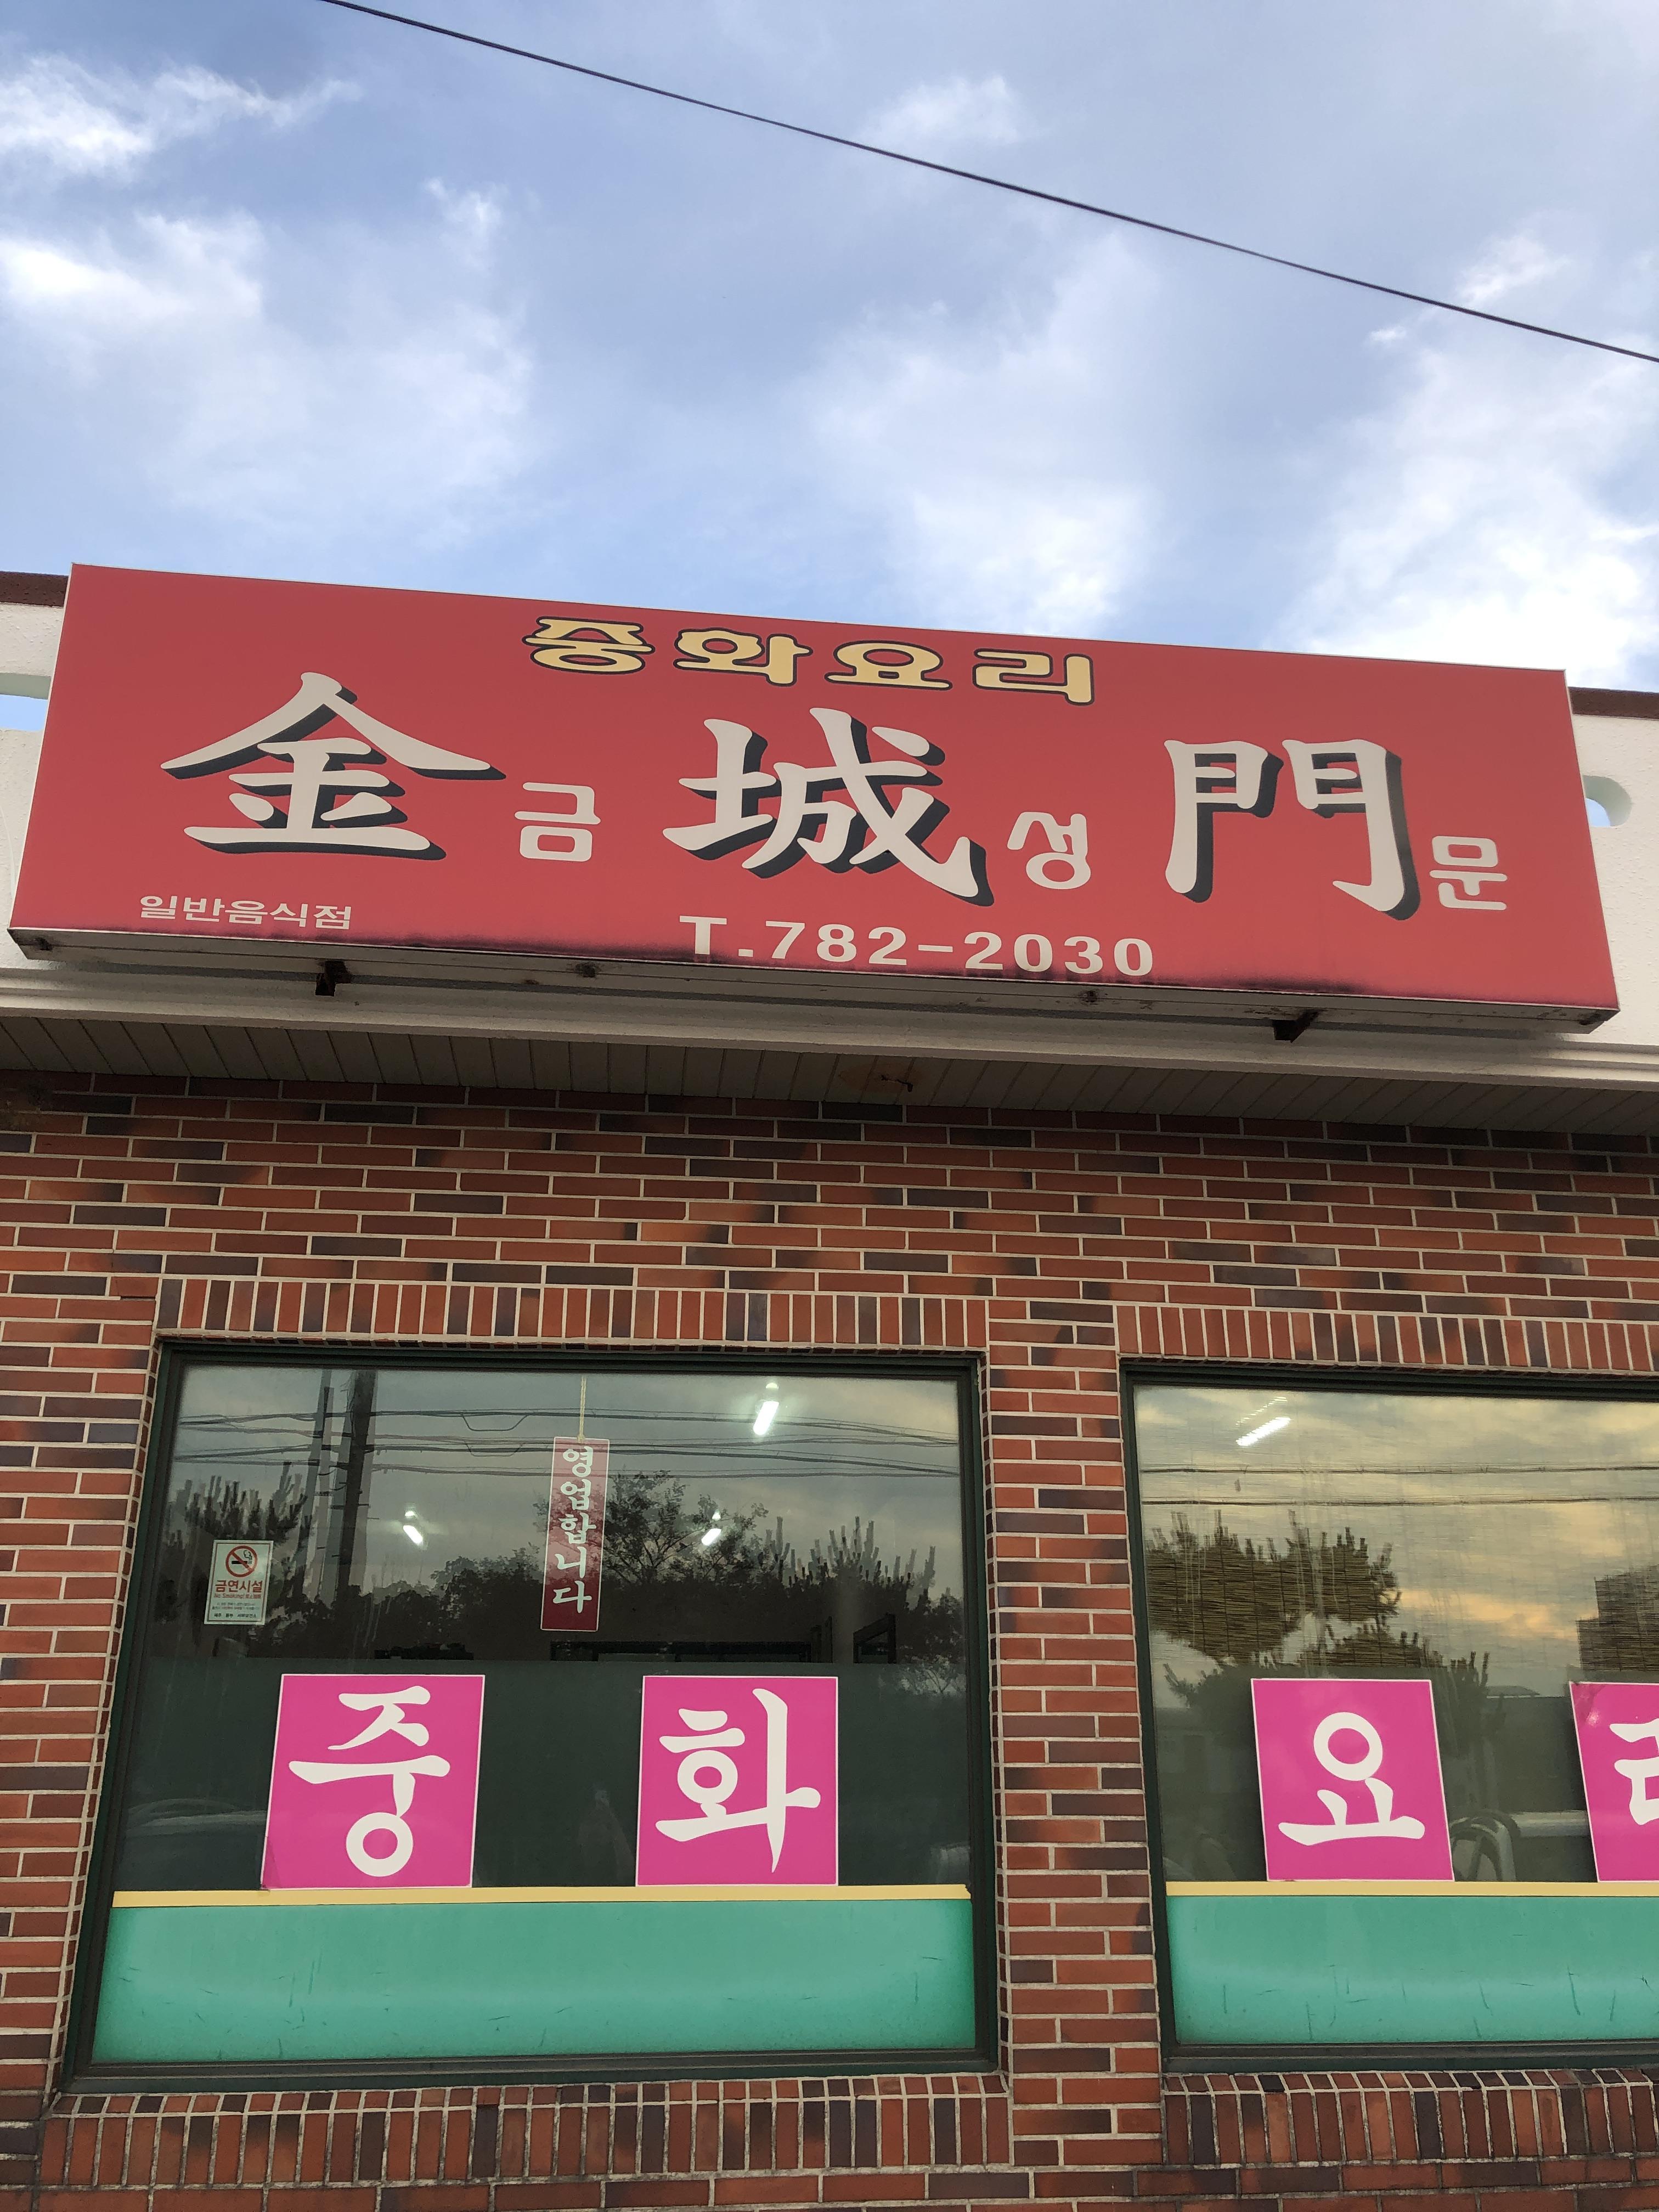 중화요리
金금 城성 門문
일반음식점
T.782-2030
영업합니다
금연시설
중화요